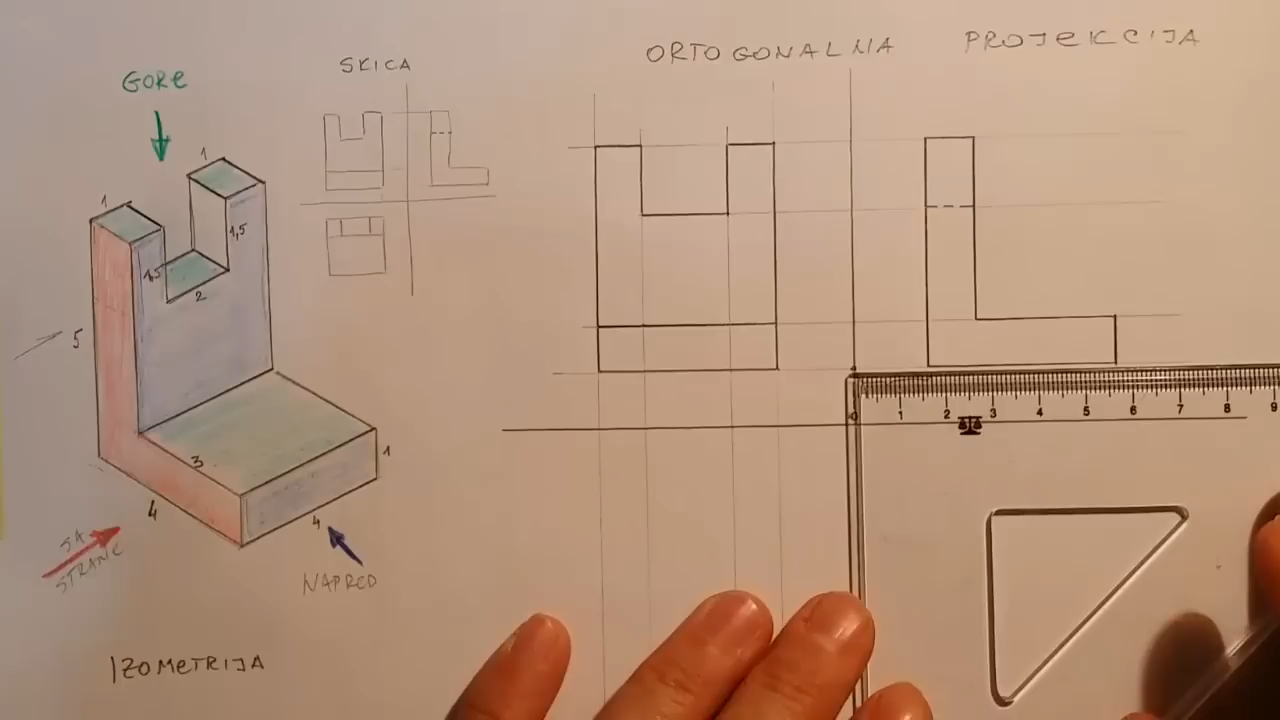 ORTOGONALNA PROJEKCIJA
SKICA
GORE
1
1
1,5
1,5
2
5
3
1
4
4
SA
STRANE
NAPRED
IZOMETRIJA
0 1 2 3 4 5 6 7 8 9